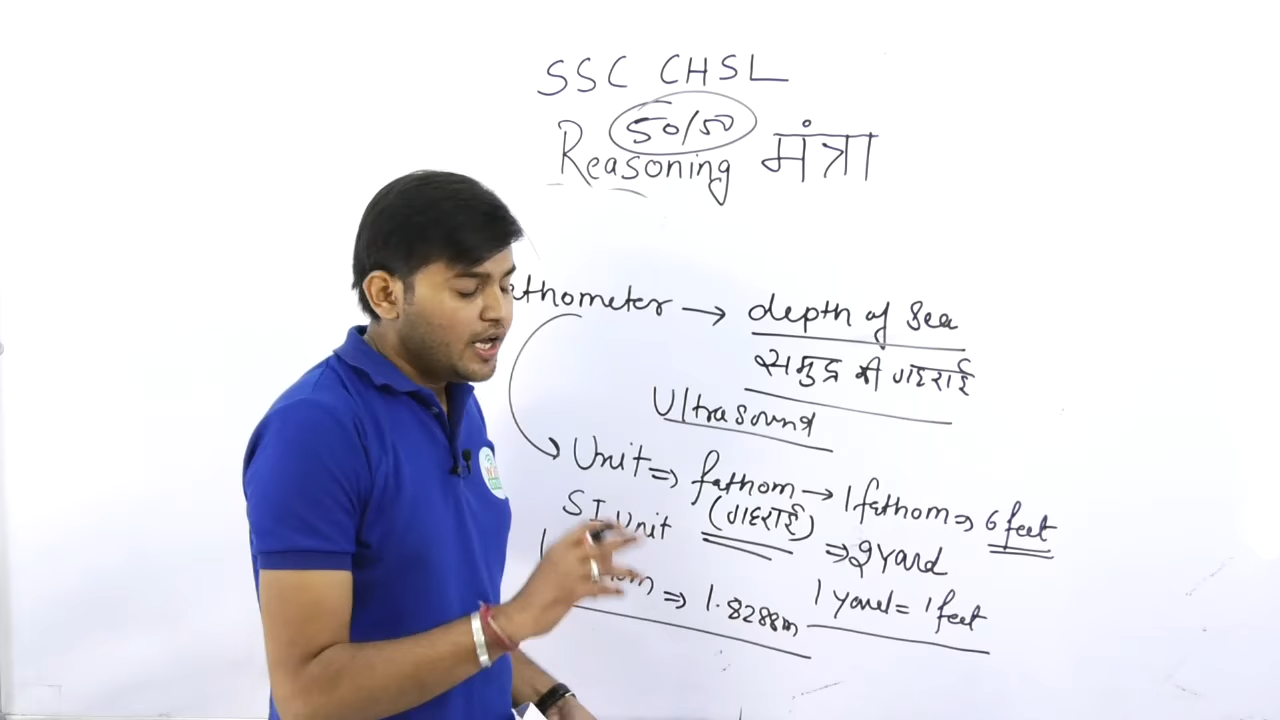 SSC CHSL
50/50
Reasoning मंत्रा
athometer → depth of Sea
समुद्र की गहराई
Ultrasound
Unit ⇒ fathom → 1 fathom ⇒ 6 feet
SI Unit (गहराई) ⇒ 2 yard
⇒ 1.8288m 1 yard = 1 feet